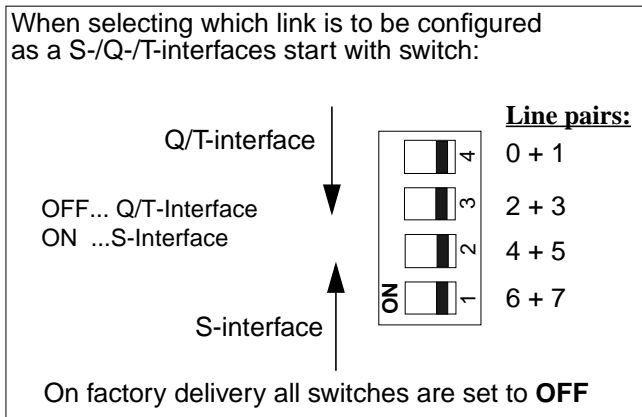 When selecting which link is to be configured
as a S-/Q-/T-interfaces start with switch:
Line pairs:
Q/T-interface
4
0 + 1
OFF... Q/T-Interface
3
2 + 3
ON ...S-Interface
2
4 + 5
ON
1
6 + 7
S-interface
On factory delivery all switches are set to OFF